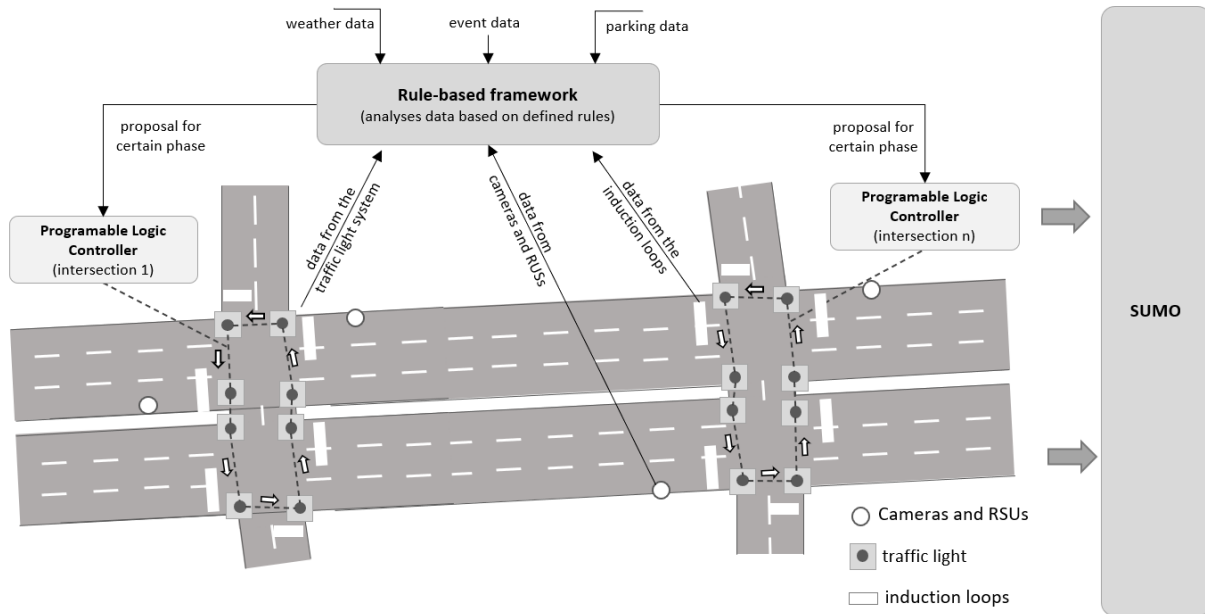 weather data
event data
parking data
Rule-based framework
(analyses data based on defined rules)
proposal for
certain phase
proposal for
certain phase
Programable Logic
Controller
(intersection 1)
data from the
traffic light system
data from
cameras and RUSs
data from the
induction loops
Programable Logic
Controller
(intersection n)
SUMO
Cameras and RSUs
traffic light
induction loops